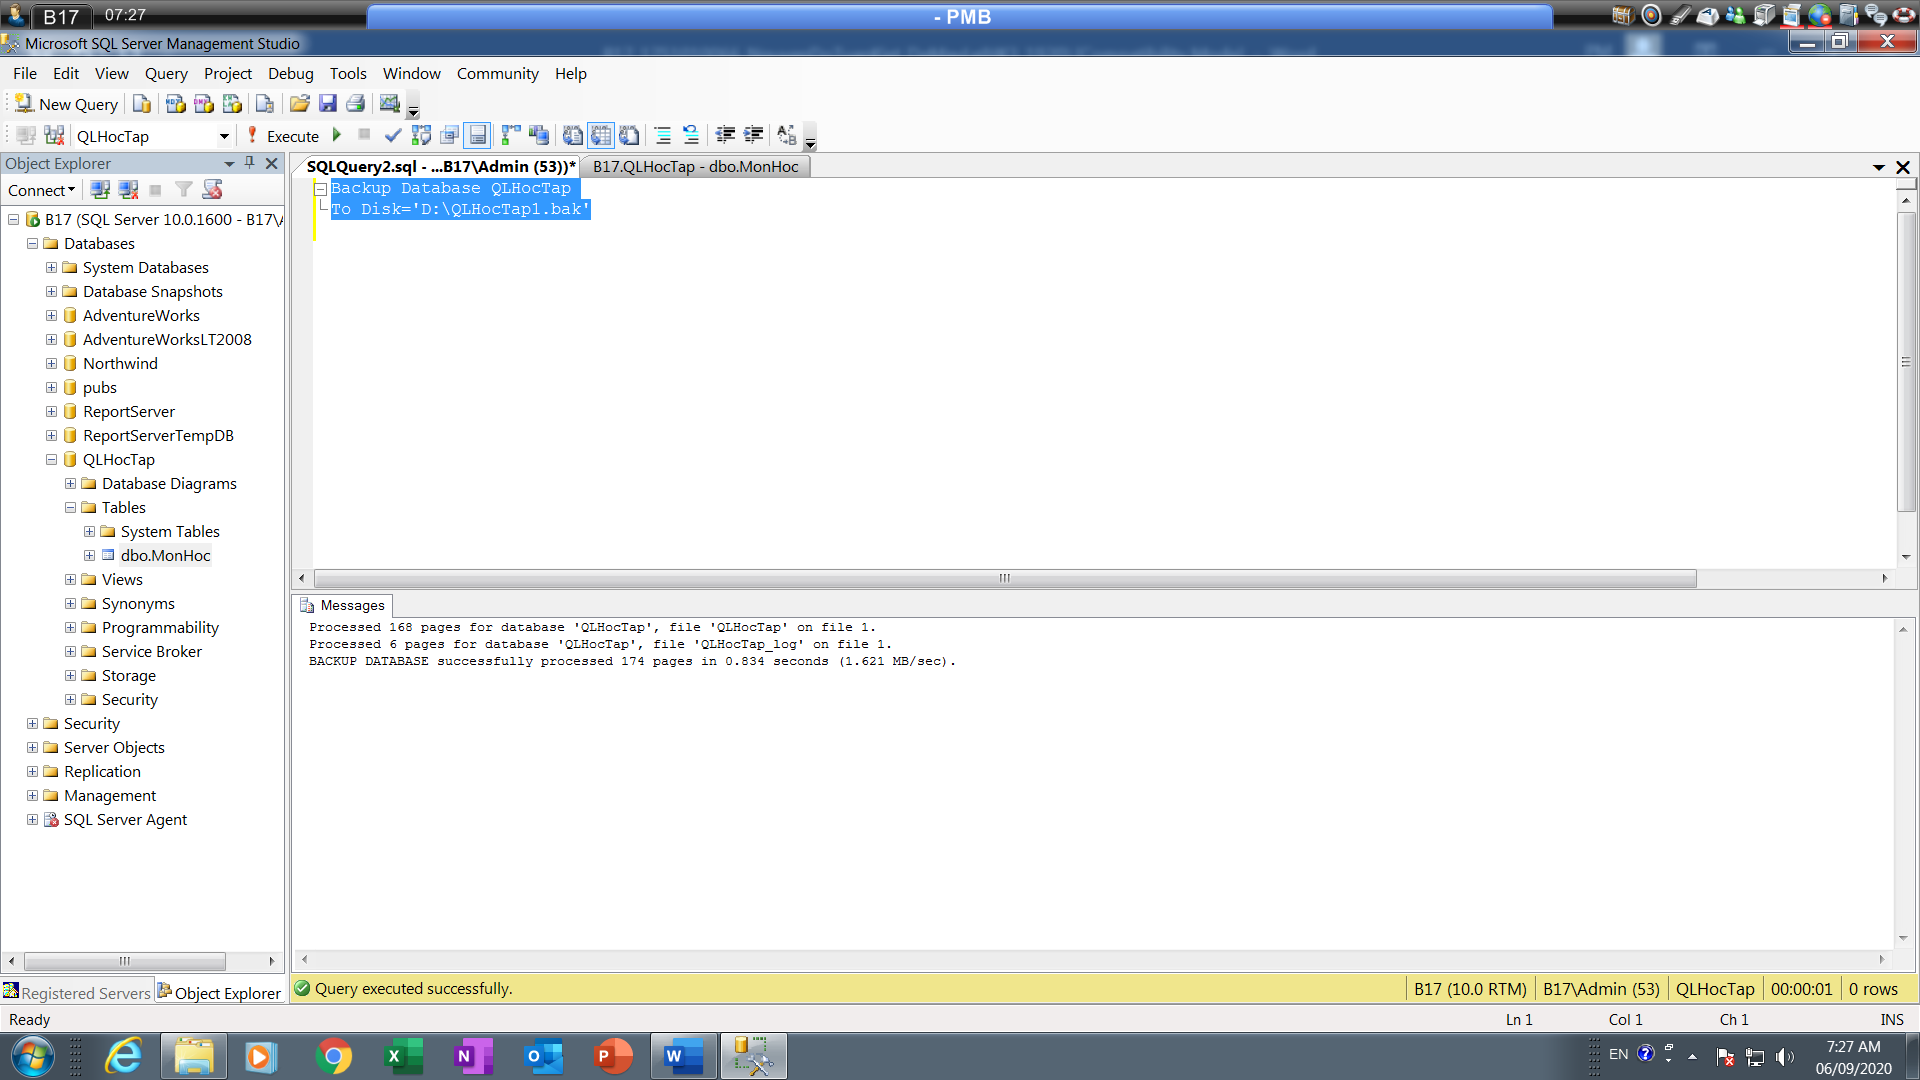 B17
07:27
- PMB
Microsoft SQL Server Management Studio
File Edit View Query Project Debug Tools Window Community Help
New Query
QLHocTap
Execute
Object Explorer
SQLQuery2.sql - ...B17\Admin (53))*
B17.QLHocTap - dbo.MonHoc
Connect
Backup Database QLHocTap
To Disk='D:\QLHocTap1.bak'
B17 (SQL Server 10.0.1600 - B17\A
Databases
System Databases
Database Snapshots
AdventureWorks
AdventureWorksLT2008
Northwind
pubs
ReportServer
ReportServerTempDB
QLHocTap
Database Diagrams
Tables
System Tables
dbo.MonHoc
Views
Synonyms
Programmability
Service Broker
Storage
Security
Security
Server Objects
Replication
Management
SQL Server Agent
Messages
Processed 168 pages for database 'QLHocTap', file 'QLHocTap' on file 1.
Processed 6 pages for database 'QLHocTap', file 'QLHocTap_log' on file 1.
BACKUP DATABASE successfully processed 174 pages in 0.834 seconds (1.621 MB/sec).
Registered Servers
Object Explorer
Query executed successfully.
B17 (10.0 RTM)
B17\Admin (53)
QLHocTap
00:00:01
0 rows
Ready
Ln 1
Col 1
Ch 1
INS
EN
7:27 AM
06/09/2020